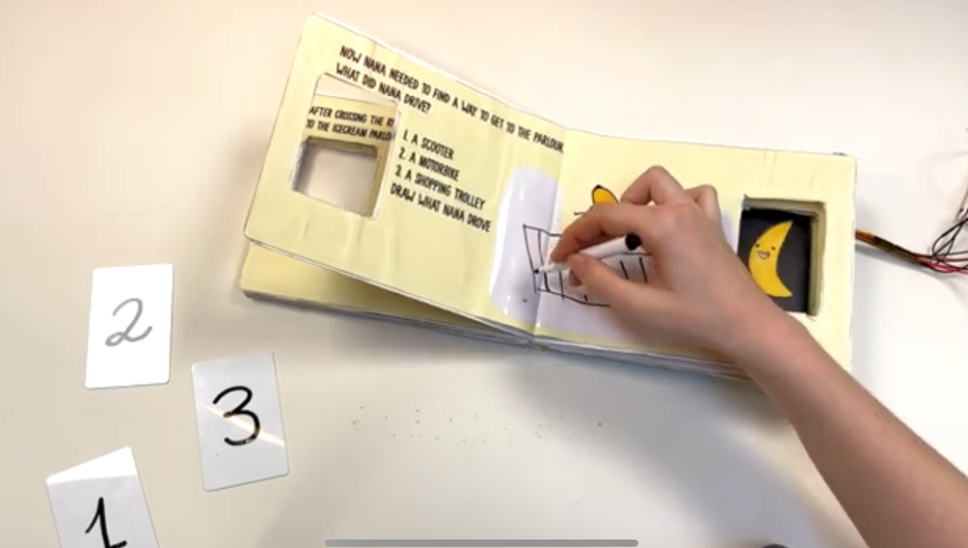 NOW NANA NEEDED TO FIND A WAY TO GET TO THE PARLOUR.
WHAT DID NANA DRIVE?
AFTER CROSSING THE
TO THE ICECREAM
1. A SCOOTER
2. A MOTORBIKE
3. A SHOPPING TROLLEY
DRAW WHAT NANA DROVE
2
3
1